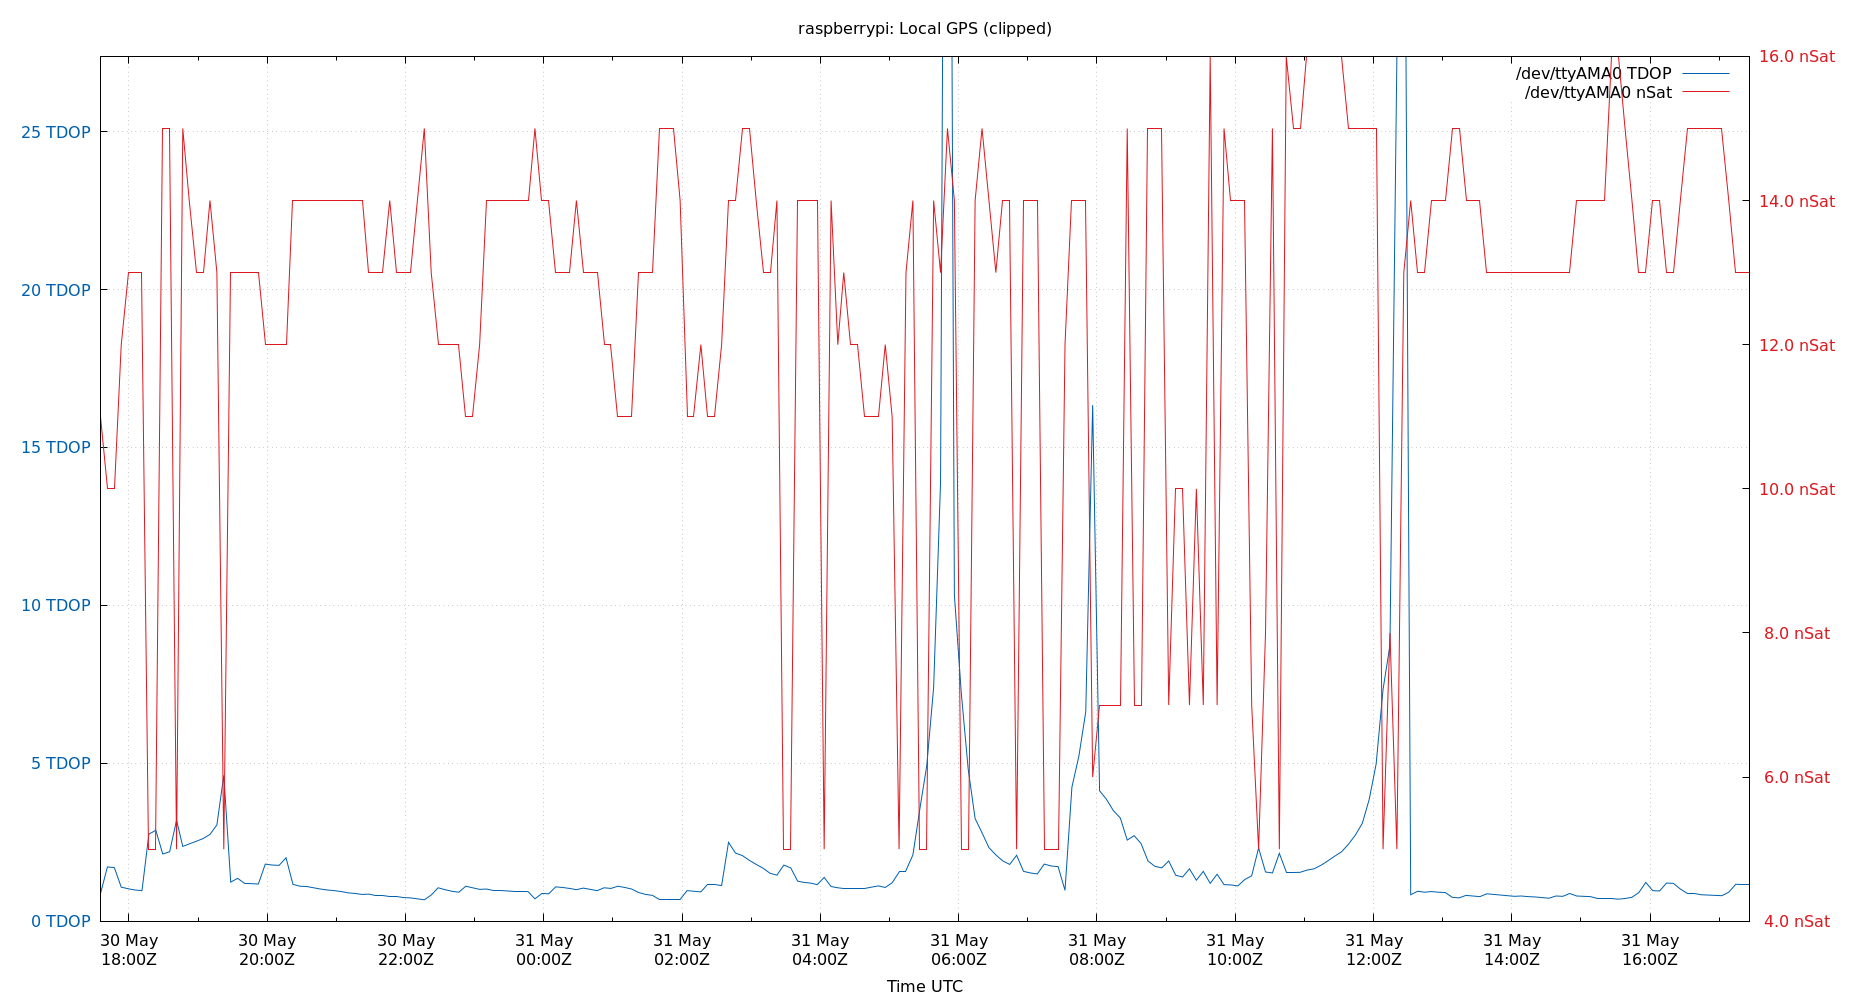 raspberrypi: Local GPS (clipped)
16.0 nSat
/dev/ttyAMA0 TDOP
/dev/ttyAMA0 nSat
25 TDOP
14.0 nSat
20 TDOP
12.0 nSat
15 TDOP
10.0 nSat
10 TDOP
8.0 nSat
5 TDOP
6.0 nSat
0 TDOP
4.0 nSat
30 May 30 May 30 May 31 May 31 May 31 May 31 May 31 May 31 May 31 May 31 May 31 May
18:00Z 20:00Z 22:00Z 00:00Z 02:00Z 04:00Z 06:00Z 08:00Z 10:00Z 12:00Z 14:00Z 16:00Z
Time UTC